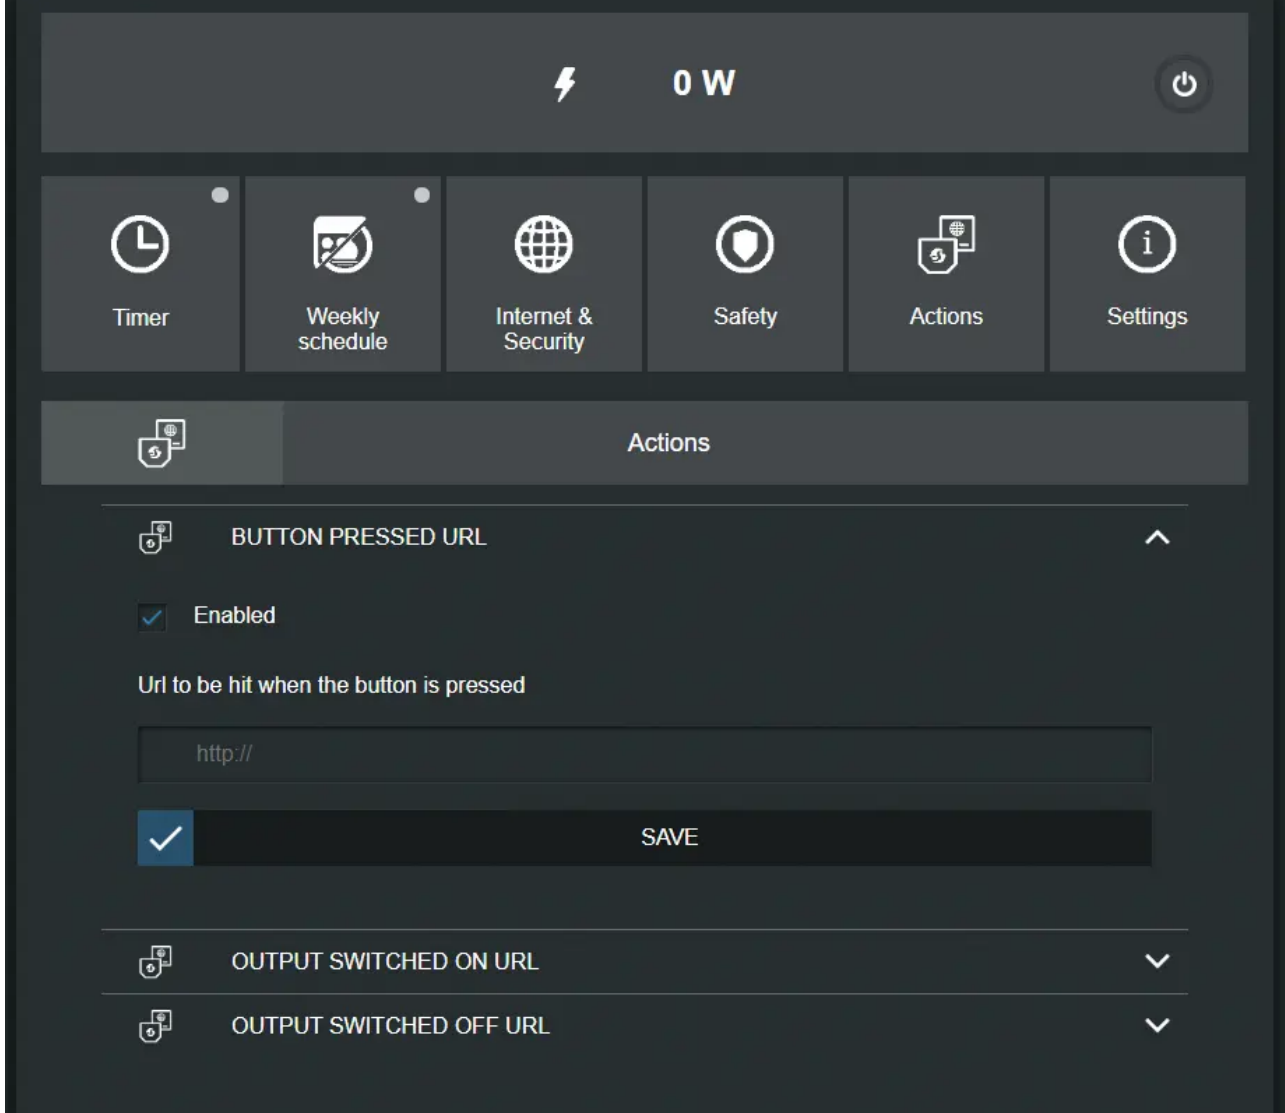 0 W
Timer
Weekly
schedule
Internet &
Security
Safety
Actions
Settings
Actions
BUTTON PRESSED URL
Enabled
Url to be hit when the button is pressed
http://
SAVE
OUTPUT SWITCHED ON URL
OUTPUT SWITCHED OFF URL